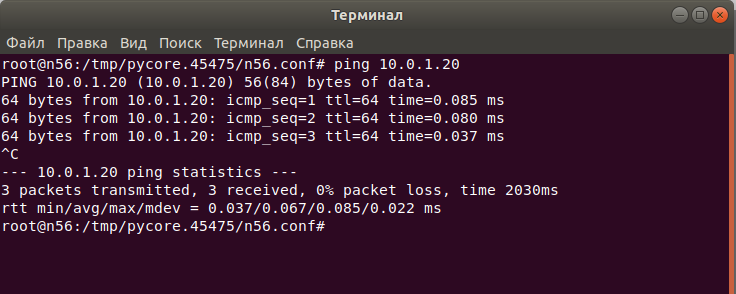 Терминал
Файл Правка Вид Поиск Терминал Справка
root@n56:/tmp/pycore.45475/n56.conf# ping 10.0.1.20
PING 10.0.1.20 (10.0.1.20) 56(84) bytes of data.
64 bytes from 10.0.1.20: icmp_seq=1 ttl=64 time=0.085 ms
64 bytes from 10.0.1.20: icmp_seq=2 ttl=64 time=0.080 ms
64 bytes from 10.0.1.20: icmp_seq=3 ttl=64 time=0.037 ms
^C
--- 10.0.1.20 ping statistics ---
3 packets transmitted, 3 received, 0% packet loss, time 2030ms
rtt min/avg/max/mdev = 0.037/0.067/0.085/0.022 ms
root@n56:/tmp/pycore.45475/n56.conf#